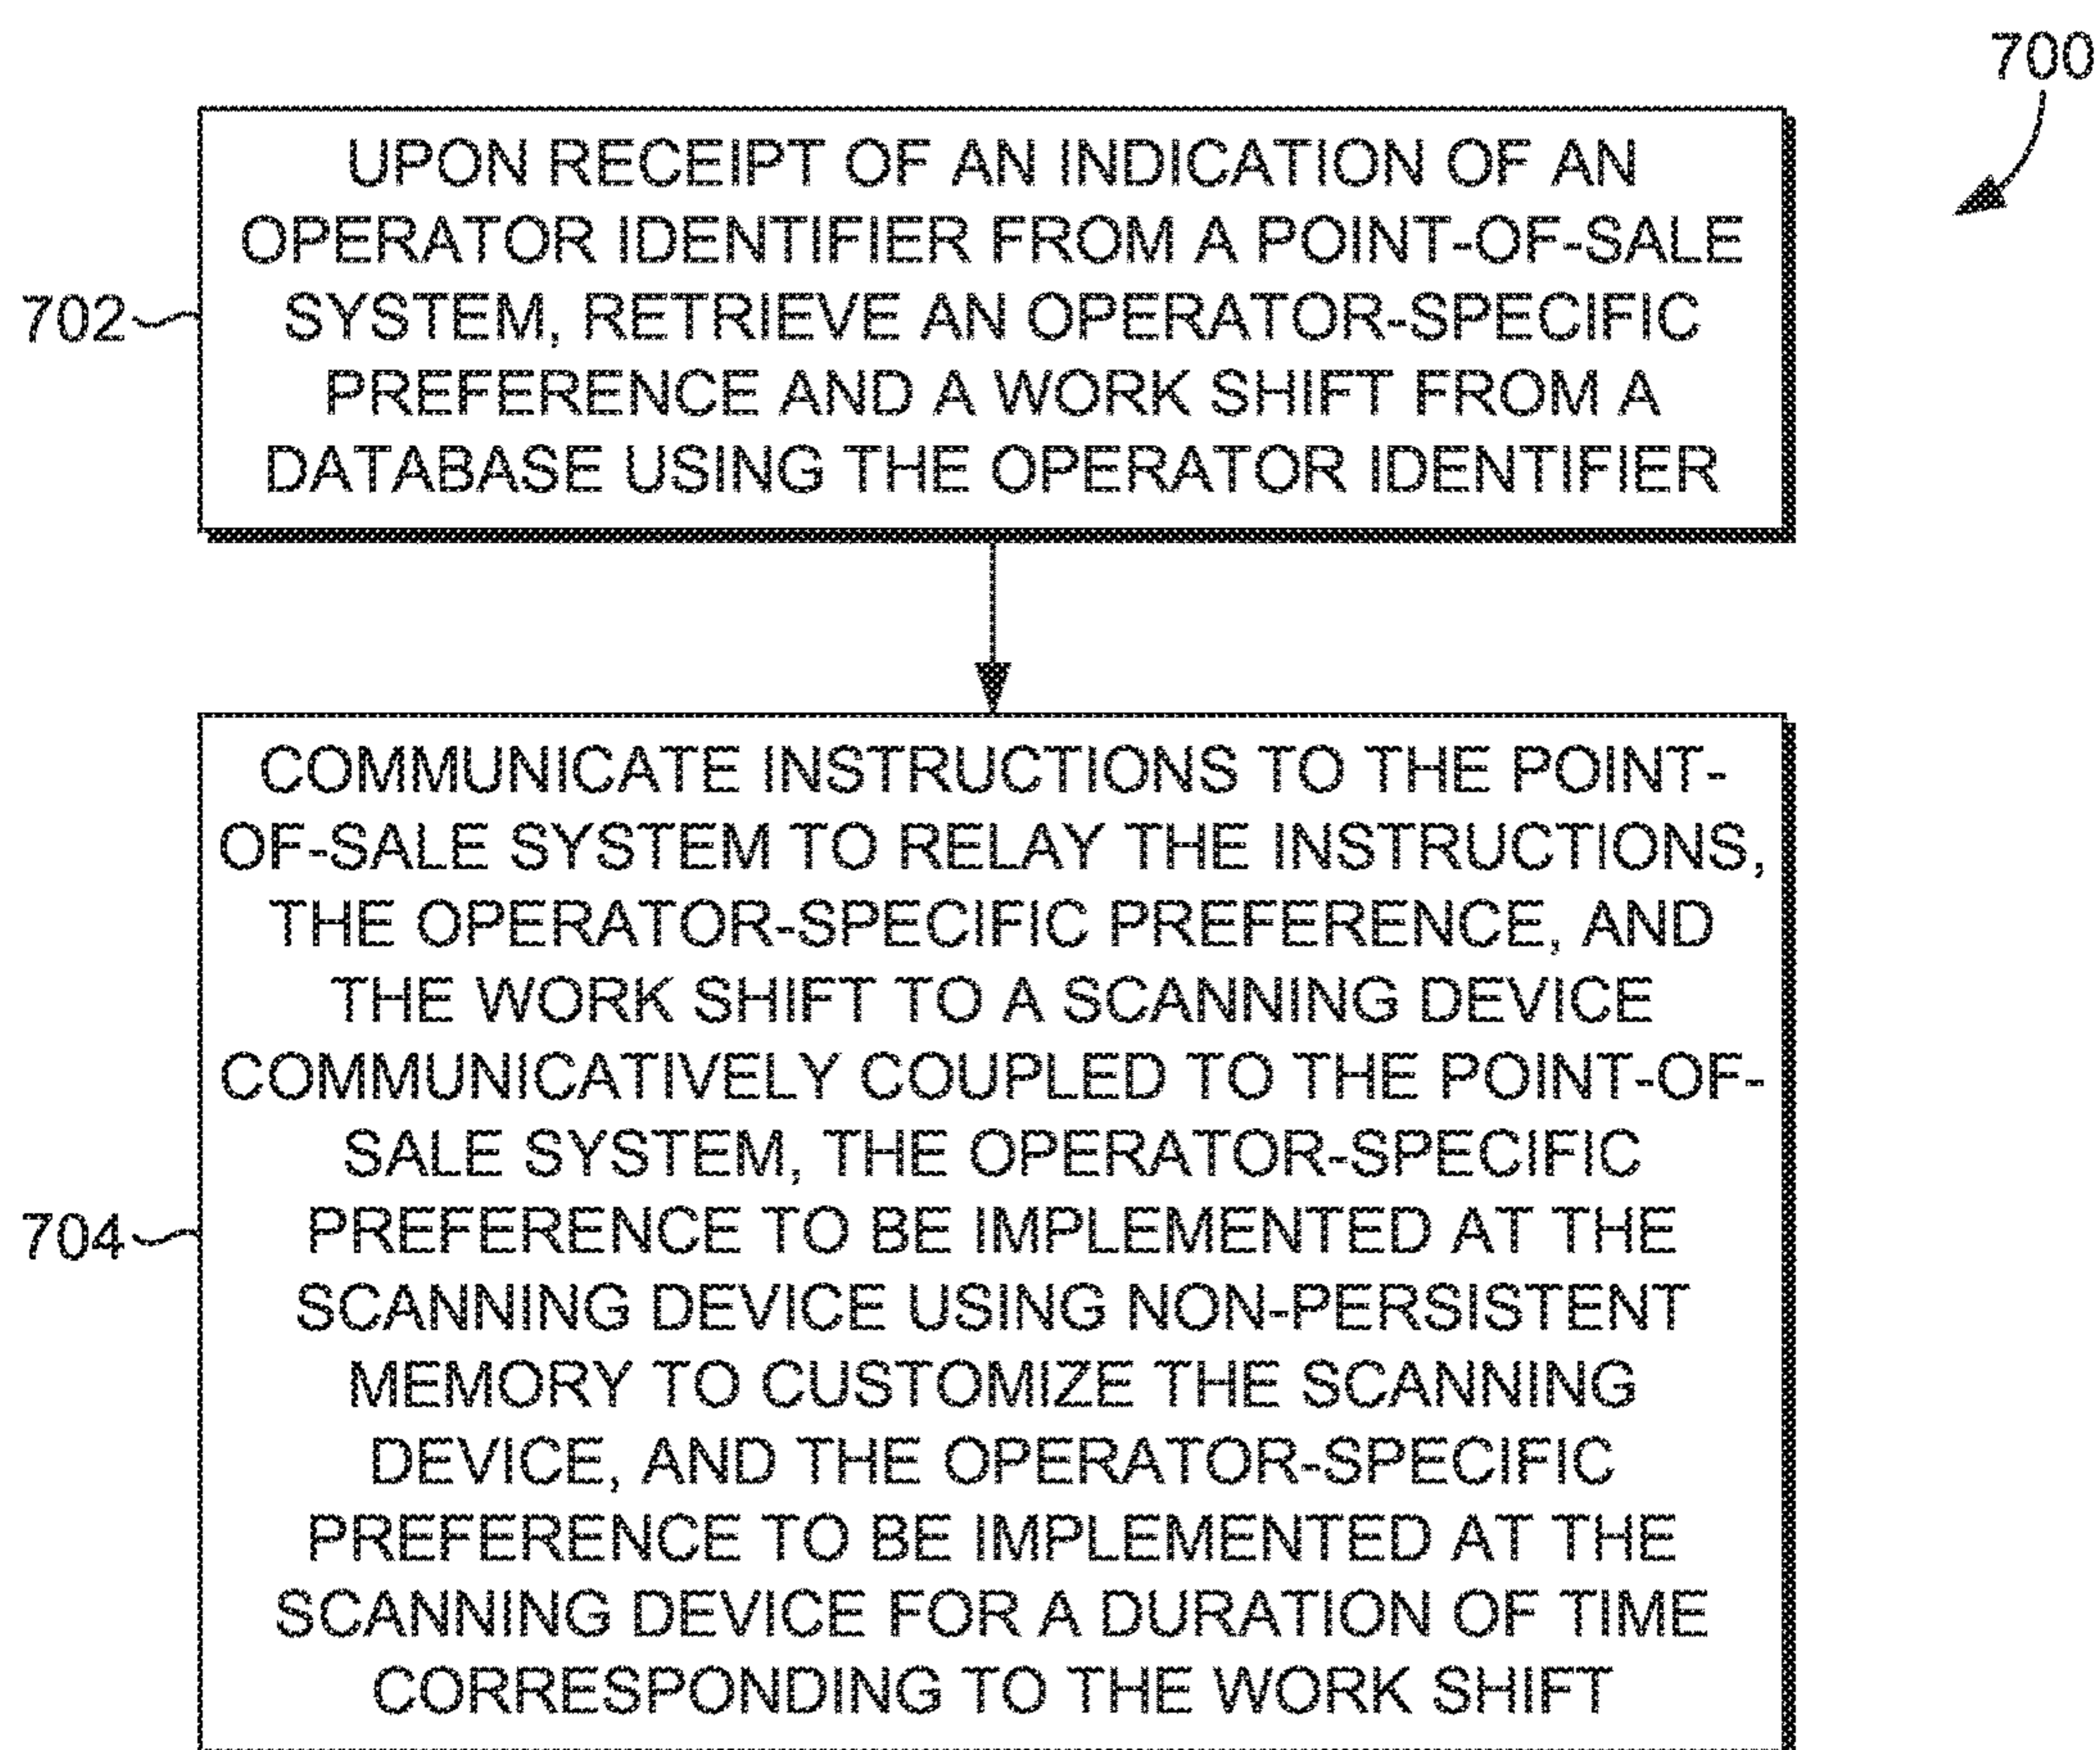 700
UPON RECEIPT OF AN INDICATION OF AN
OPERATOR IDENTIFIER FROM A POINT-OF-SALE
702
SYSTEM, RETRIEVE AN OPERATOR-SPECIFIC
PREFERENCE AND A WORK SHIFT FROM A
DATABASE USING THE OPERATOR IDENTIFIER
COMMUNICATE INSTRUCTIONS TO THE POINT-
OF-SALE SYSTEM TO RELAY THE INSTRUCTIONS,
THE OPERATOR-SPECIFIC PREFERENCE, AND
THE WORK SHIFT TO A SCANNING DEVICE
COMMUNICATIVELY COUPLED TO THE POINT-OF-
SALE SYSTEM, THE OPERATOR-SPECIFIC
704
PREFERENCE TO BE IMPLEMENTED AT THE
SCANNING DEVICE USING NON-PERSISTENT
MEMORY TO CUSTOMIZE THE SCANNING
DEVICE, AND THE OPERATOR-SPECIFIC
PREFERENCE TO BE IMPLEMENTED AT THE
SCANNING DEVICE FOR A DURATION OF TIME
CORRESPONDING TO THE WORK SHIFT